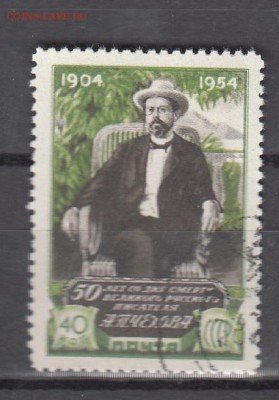 1904 1954
50 ЛЕТ СО ДНЯ СМЕРТИ
ВЕЛИКОГО РУССКОГО
ПИСАТЕЛЯ
А.П.ЧЕХОВА
40 КОП
ПОЧТА
СССР